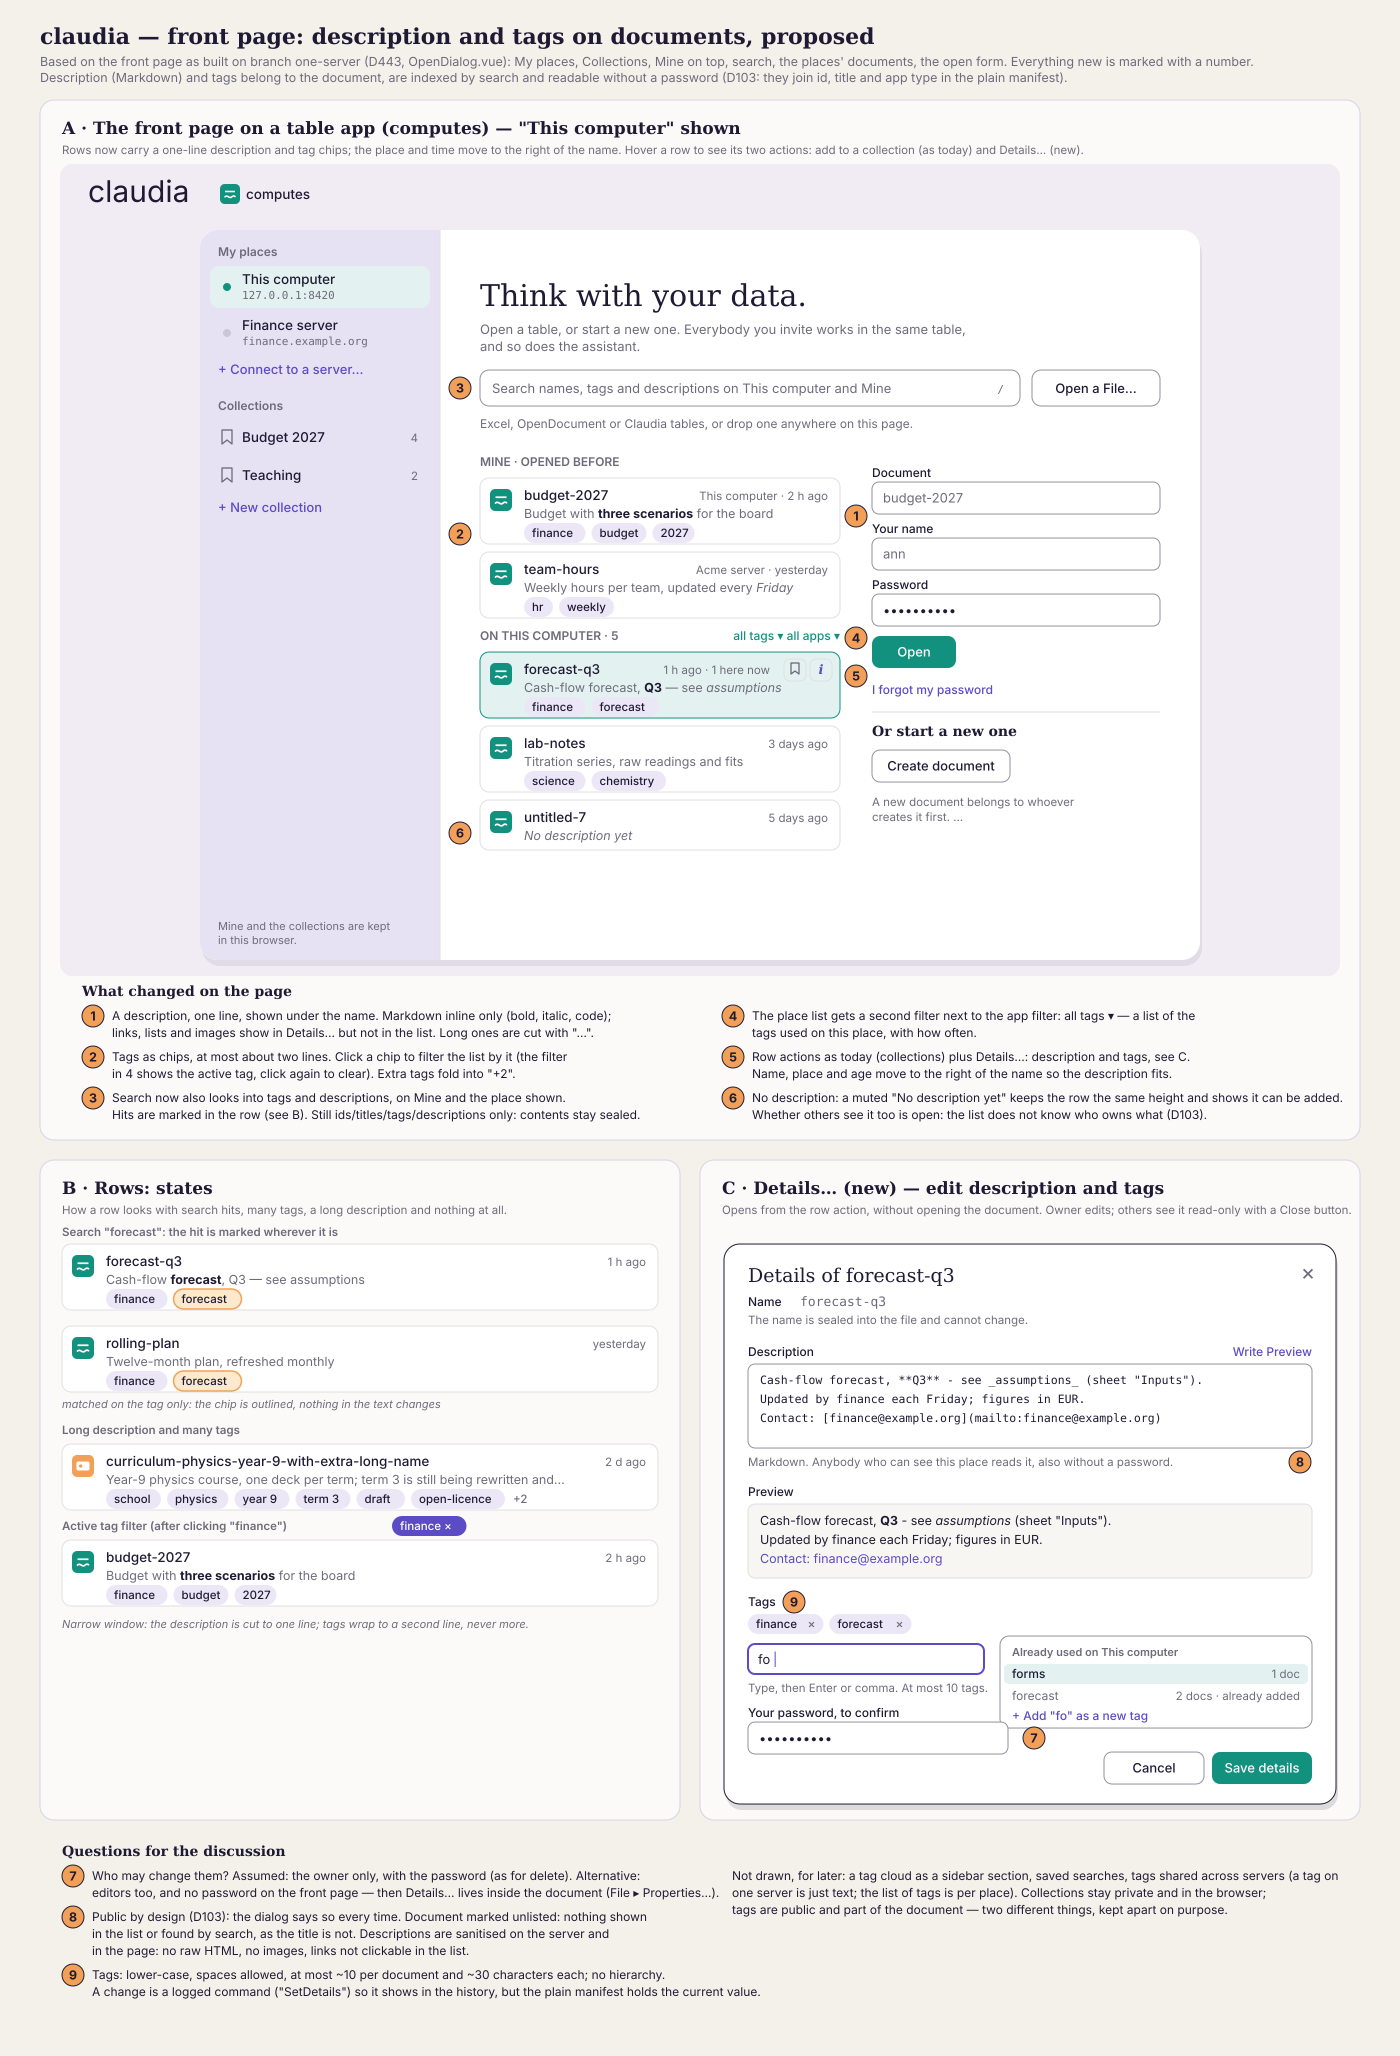 claudia — front page: description and tags on documents, proposed
Based on the front page as built on branch one-server (D443, OpenDialog.vue): My places, Collections, Mine on top, search, the places' documents, the open form. Everything new is marked with a number.
Description (Markdown) and tags belong to the document, are indexed by search and readable without a password (D103: they join id, title and app type in the plain manifest).
A · The front page on a table app (computes) — "This computer" shown
Rows now carry a one-line description and tag chips; the place and time move to the right of the name. Hover a row to see its two actions: add to a collection (as today) and Details... (new).
claudia
computes
My places
This computer
127.0.0.1:8420
Finance server
finance.example.org
+ Connect to a server...
Collections
Budget 2027 4
Teaching 2
+ New collection
Mine and the collections are kept
in this browser.
Think with your data.
Open a table, or start a new one. Everybody you invite works in the same table,
and so does the assistant.
3
Search names, tags and descriptions on This computer and Mine /
Open a File...
Excel, OpenDocument or Claudia tables, or drop one anywhere on this page.
MINE · OPENED BEFORE
budget-2027 This computer · 2 h ago
Budget with three scenarios for the board
finance budget 2027
1
2
team-hours Acme server · yesterday
Weekly hours per team, updated every Friday
hr weekly
ON THIS COMPUTER · 5 all tags ▾ all apps ▾
4
forecast-q3 1 h ago · 1 here now i
Cash-flow forecast, Q3 — see assumptions
finance forecast
5
lab-notes 3 days ago
Titration series, raw readings and fits
science chemistry
untitled-7 5 days ago
No description yet
6
Document
budget-2027
Your name
ann
Password
••••••••••
Open
I forgot my password
Or start a new one
Create document
A new document belongs to whoever
creates it first. ...
What changed on the page
1 A description, one line, shown under the name. Markdown inline only (bold, italic, code);
links, lists and images show in Details... but not in the list. Long ones are cut with "...".
2 Tags as chips, at most about two lines. Click a chip to filter the list by it (the filter
in 4 shows the active tag, click again to clear). Extra tags fold into "+2".
3 Search now also looks into tags and descriptions, on Mine and the place shown.
Hits are marked in the row (see B). Still ids/titles/tags/descriptions only: contents stay sealed.
4 The place list gets a second filter next to the app filter: all tags ▾ — a list of the
tags used on this place, with how often.
5 Row actions as today (collections) plus Details...: description and tags, see C.
Name, place and age move to the right of the name so the description fits.
6 No description: a muted "No description yet" keeps the row the same height and shows it can be added.
Whether others see it too is open: the list does not know who owns what (D103).
B · Rows: states
How a row looks with search hits, many tags, a long description and nothing at all.
Search "forecast": the hit is marked wherever it is
forecast-q3 1 h ago
Cash-flow forecast, Q3 — see assumptions
finance forecast
rolling-plan yesterday
Twelve-month plan, refreshed monthly
finance forecast
matched on the tag only: the chip is outlined, nothing in the text changes
Long description and many tags
curriculum-physics-year-9-with-extra-long-name 2 d ago
Year-9 physics course, one deck per term; term 3 is still being rewritten and...
school physics year 9 term 3 draft open-licence +2
Active tag filter (after clicking "finance") finance ×
budget-2027 2 h ago
Budget with three scenarios for the board
finance budget 2027
Narrow window: the description is cut to one line; tags wrap to a second line, never more.
C · Details... (new) — edit description and tags
Opens from the row action, without opening the document. Owner edits; others see it read-only with a Close button.
Details of forecast-q3 ✕
Name forecast-q3
The name is sealed into the file and cannot change.
Description Write Preview
Cash-flow forecast, **Q3** - see _assumptions_ (sheet "Inputs").
Updated by finance each Friday; figures in EUR.
Contact: [finance@example.org](mailto:finance@example.org)
Markdown. Anybody who can see this place reads it, also without a password.
8
Preview
Cash-flow forecast, Q3 - see assumptions (sheet "Inputs").
Updated by finance each Friday; figures in EUR.
Contact: finance@example.org
Tags 9
finance × forecast ×
fo
Type, then Enter or comma. At most 10 tags.
Already used on This computer
forms 1 doc
forecast 2 docs · already added
+ Add "fo" as a new tag
Your password, to confirm
••••••••••
7
Cancel
Save details
Questions for the discussion
7 Who may change them? Assumed: the owner only, with the password (as for delete). Alternative:
editors too, and no password on the front page — then Details... lives inside the document (File ▸ Properties...).
8 Public by design (D103): the dialog says so every time. Document marked unlisted: nothing shown
in the list or found by search, as the title is not. Descriptions are sanitised on the server and
in the page: no raw HTML, no images, links not clickable in the list.
9 Tags: lower-case, spaces allowed, at most ~10 per document and ~30 characters each; no hierarchy.
A change is a logged command ("SetDetails") so it shows in the history, but the plain manifest holds the current value.
Not drawn, for later: a tag cloud as a sidebar section, saved searches, tags shared across servers (a tag on
one server is just text; the list of tags is per place). Collections stay private and in the browser;
tags are public and part of the document — two different things, kept apart on purpose.